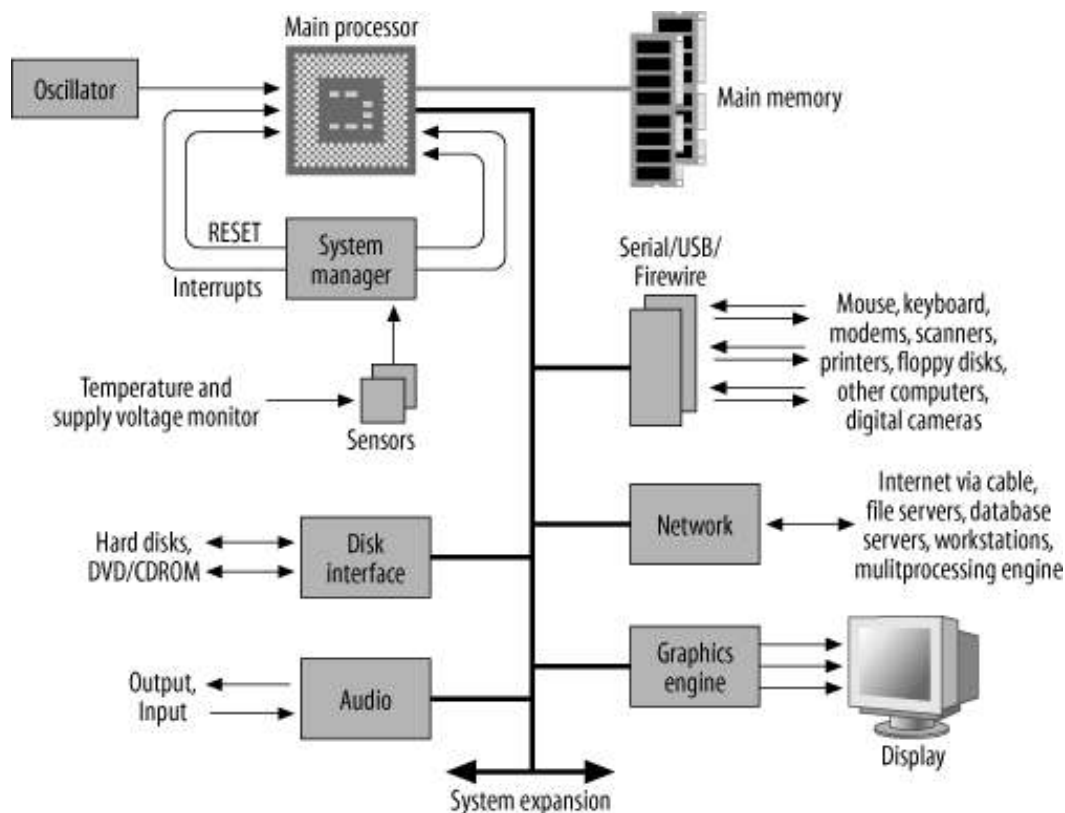 Main processor
Oscillator
Main memory
RESET
System
manager
Interrupts
Serial/USB/
Firewire
Mouse, keyboard,
modems, scanners,
printers, floppy disks,
other computers,
digital cameras
Temperature and
supply voltage monitor
Sensors
Internet via cable,
file servers, database
servers, workstations,
mulitprocessing engine
Network
Hard disks,
DVD/CDROM
Disk
interface
Graphics
engine
Output,
Input
Audio
Display
System expansion